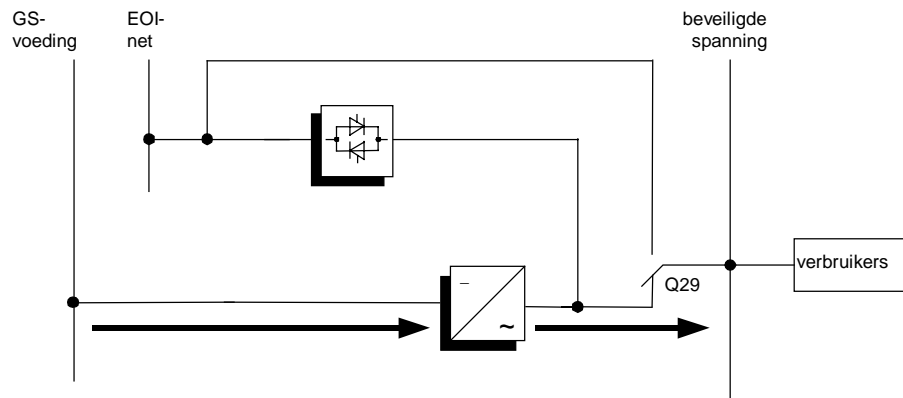 GS-
voeding
EOI-
net
beveiligde
spanning
verbruikers
Q29
–
~